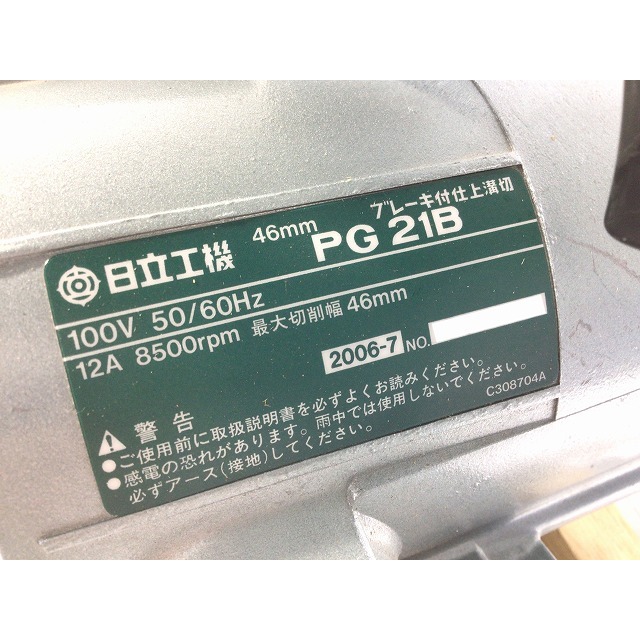 ブレーキ付仕上溝切
日立工機 46mm PG 21B
100V 50/60Hz
12A 8500rpm 最大切削幅 46mm
2006-7 NO.
C308704A
警告
●ご使用前に取扱説明書を必ずよくお読みください。
●感電の恐れがあります。雨中では使用しないでください。
必ずアース(接地)してください。